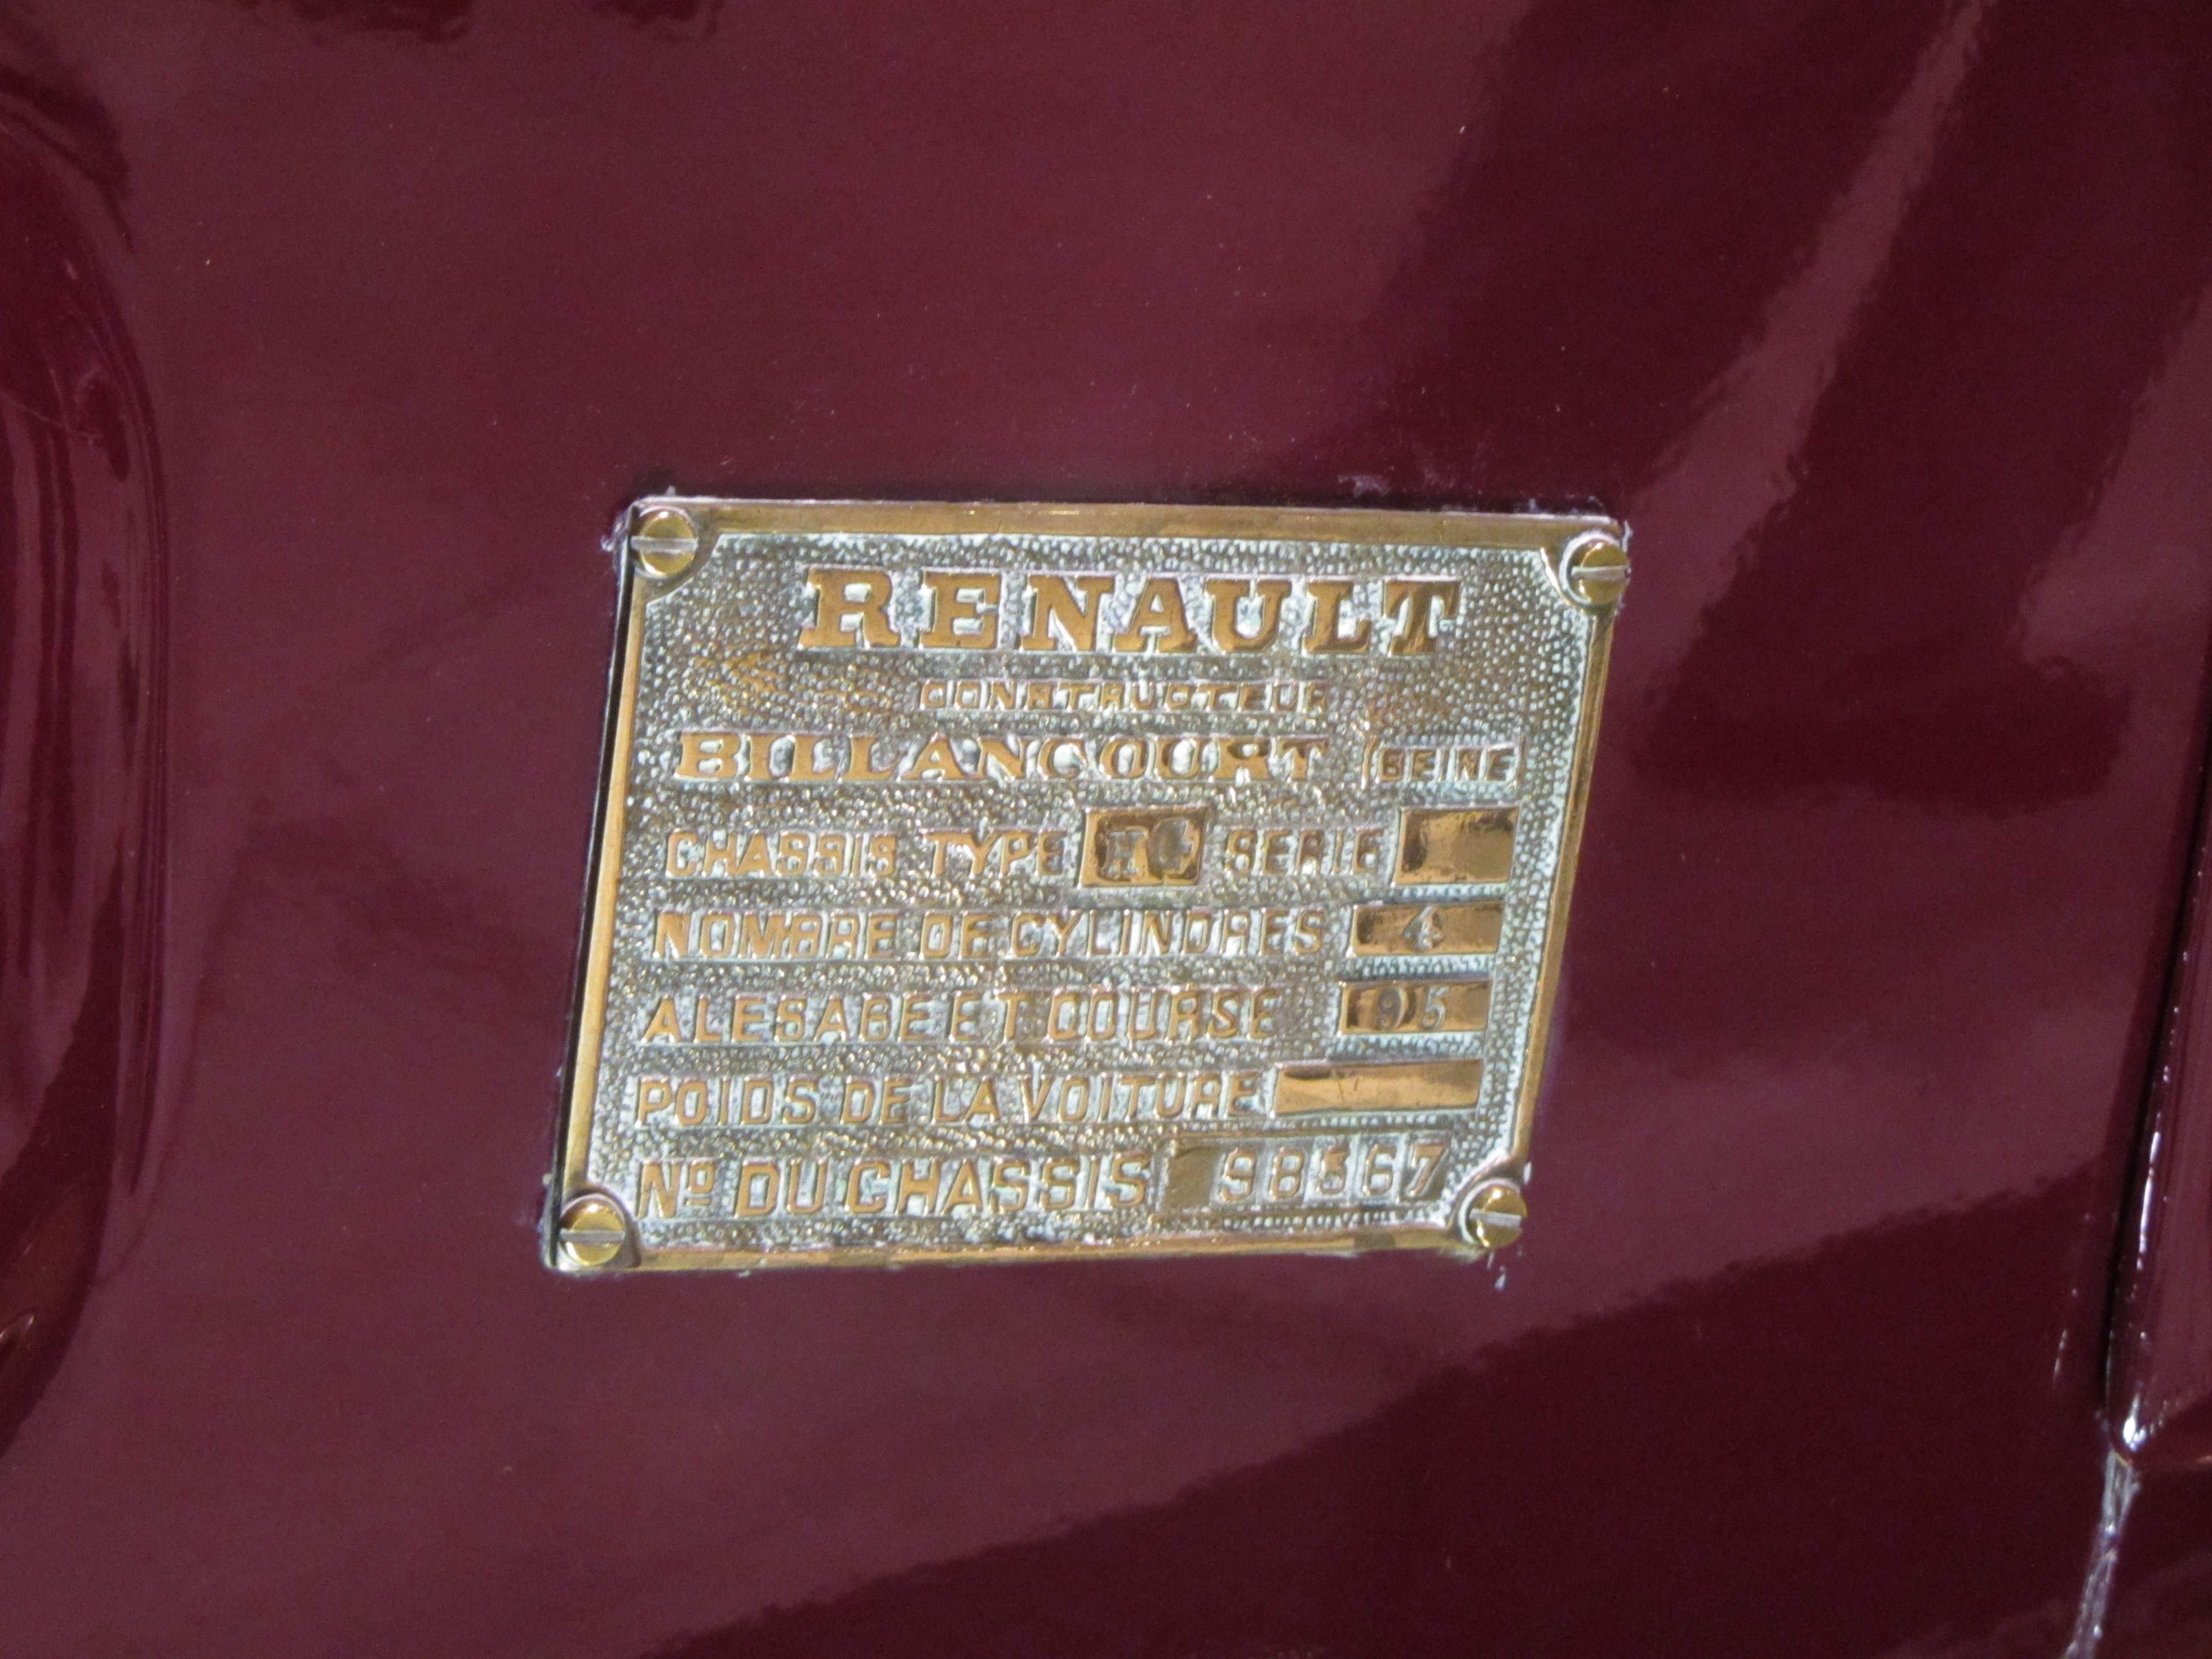 RENAULT
CONSTRUCTEUR
BILLANCOURT (SEINE)
CHASSIS TYPE SERIE
NOMBRE DE CYLINDRES 4
ALESAGE ET COURSE 95
POIDS DE LA VOITURE
Nº DU CHASSIS